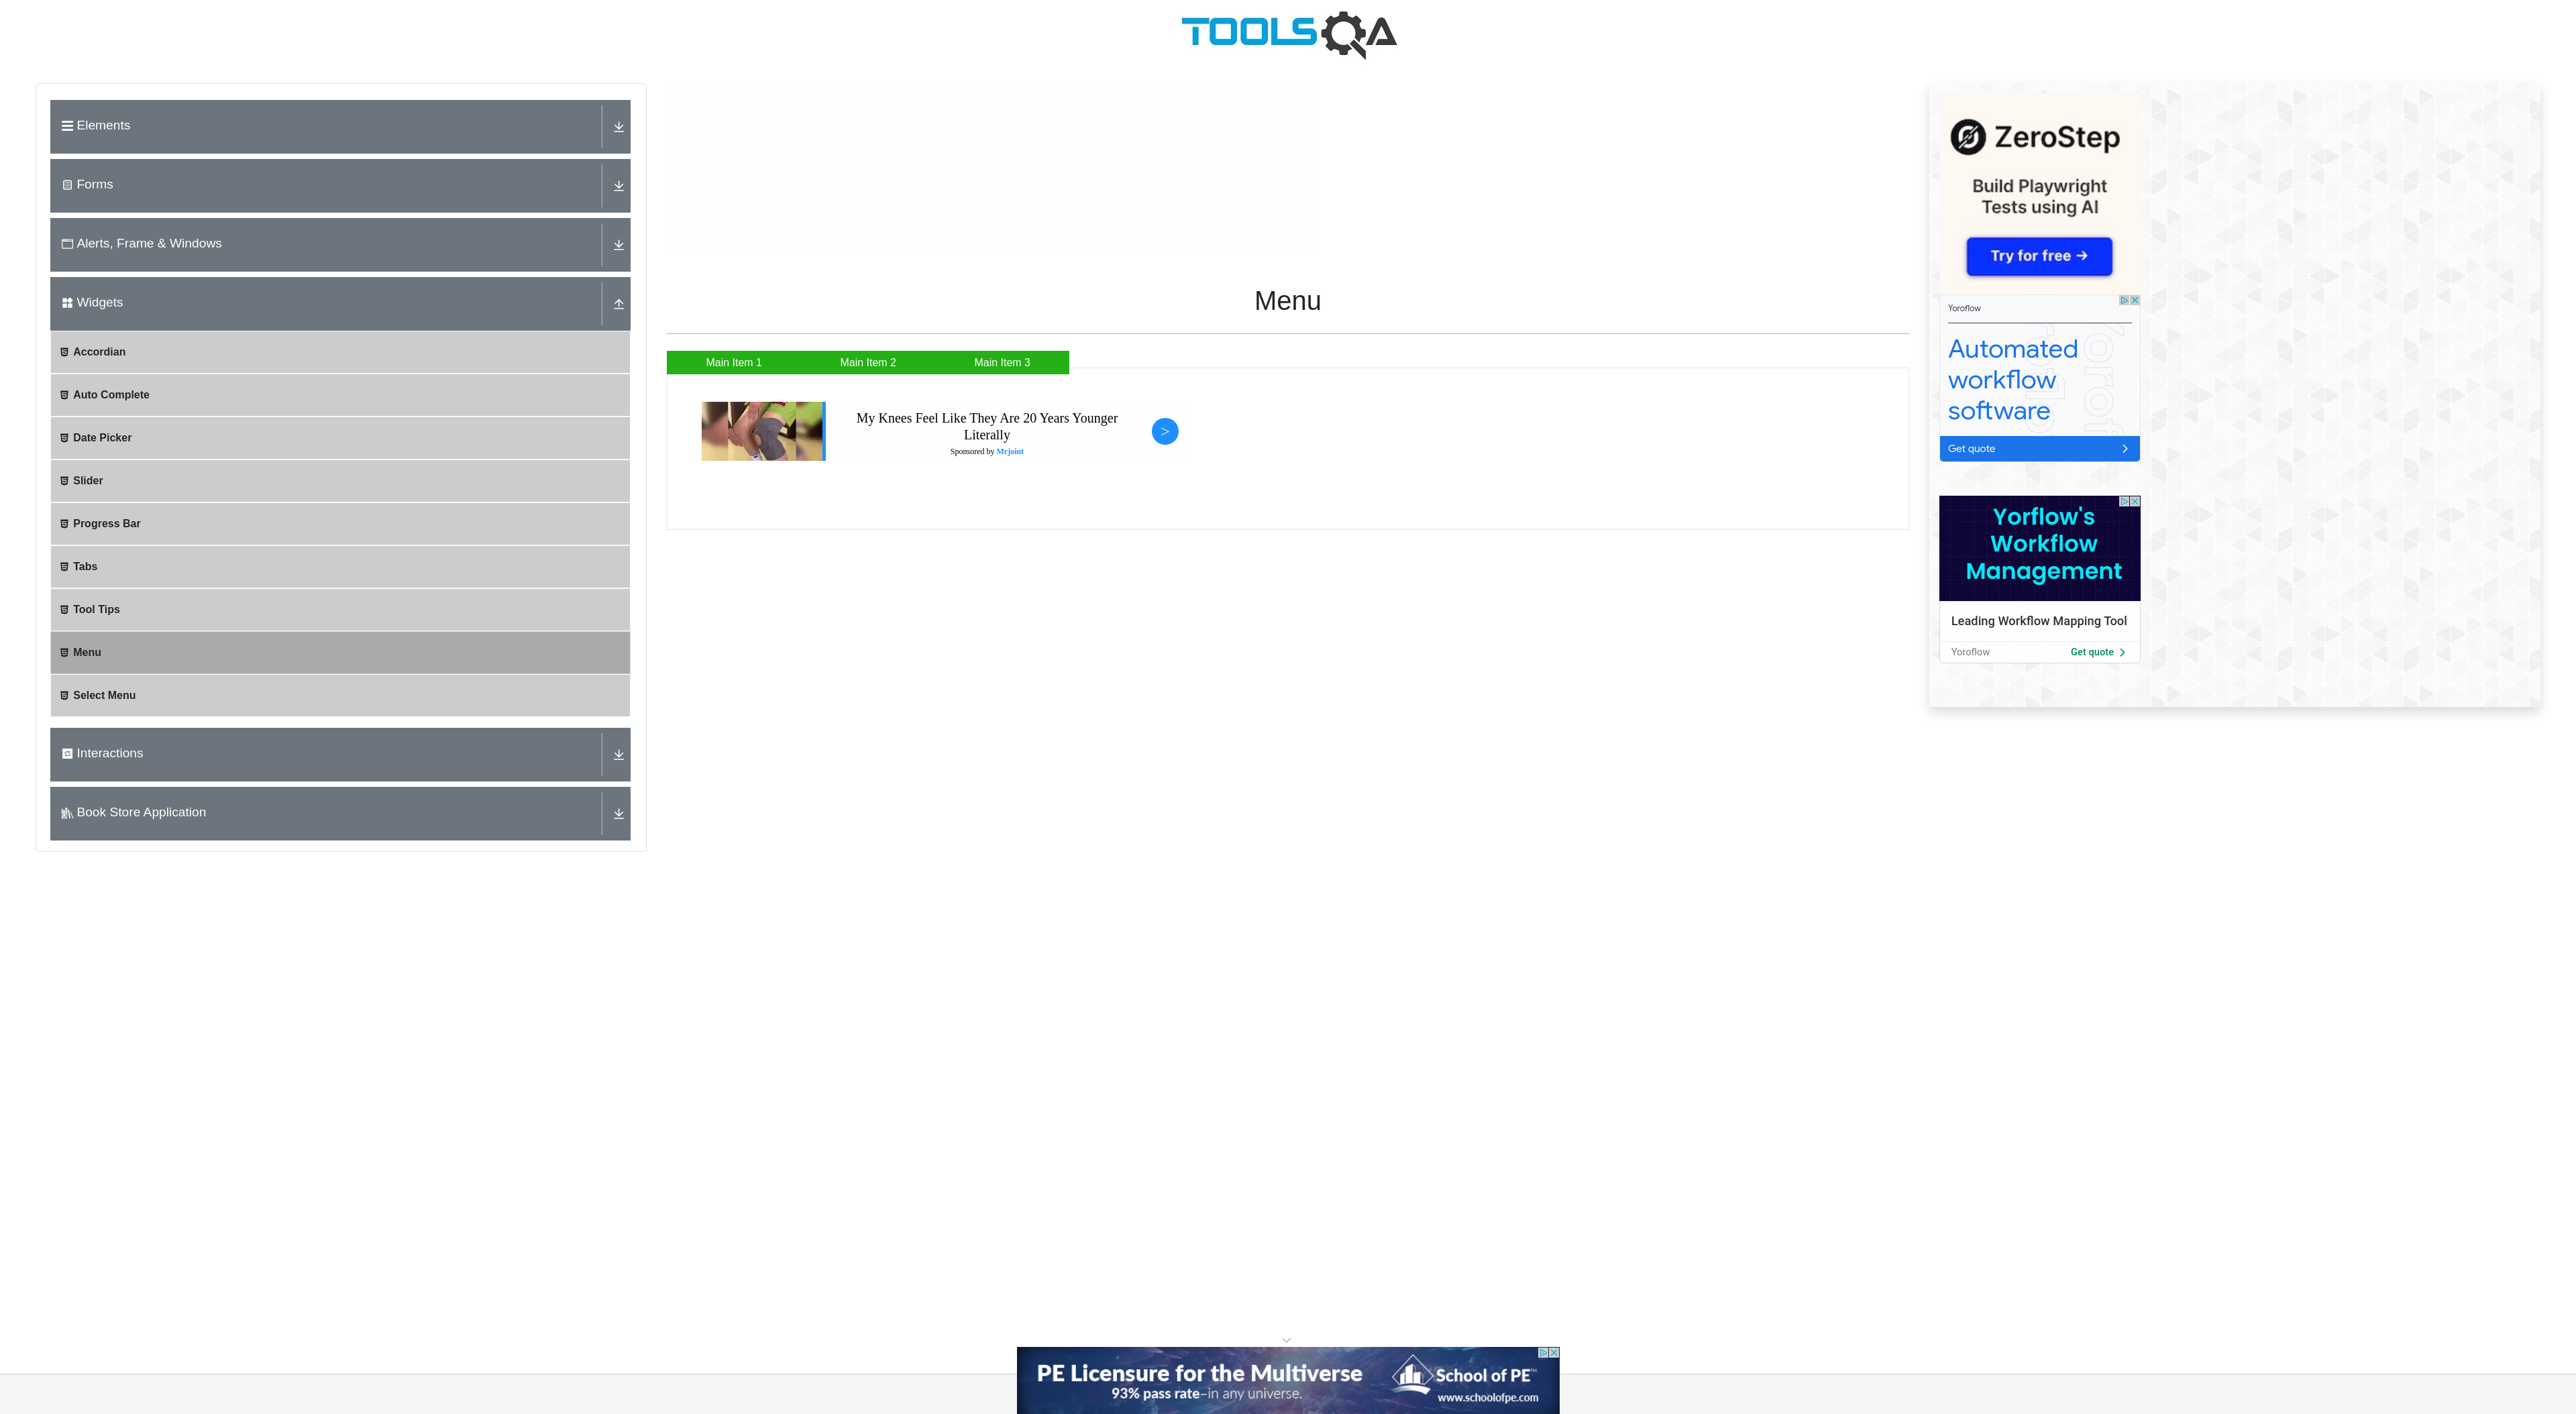 TOOLSQA
Elements
Forms
Alerts, Frame & Windows
Widgets
Accordian
Auto Complete
Date Picker
Slider
Progress Bar
Tabs
Tool Tips
Menu
Select Menu
Interactions
Book Store Application
Menu
Main Item 1
Main Item 2
Main Item 3
My Knees Feel Like They Are 20 Years Younger
Literally
Sponsored by Mrjoint
>
ZeroStep
Build Playwright
Tests using AI
Try for free →
Yoroflow
Automated
workflow
software
Get quote
Yorflow's
Workflow
Management
Leading Workflow Mapping Tool
Yoroflow
Get quote
PE Licensure for the Multiverse
93% pass rate–in any universe.
School of PE™
www.schoolofpe.com